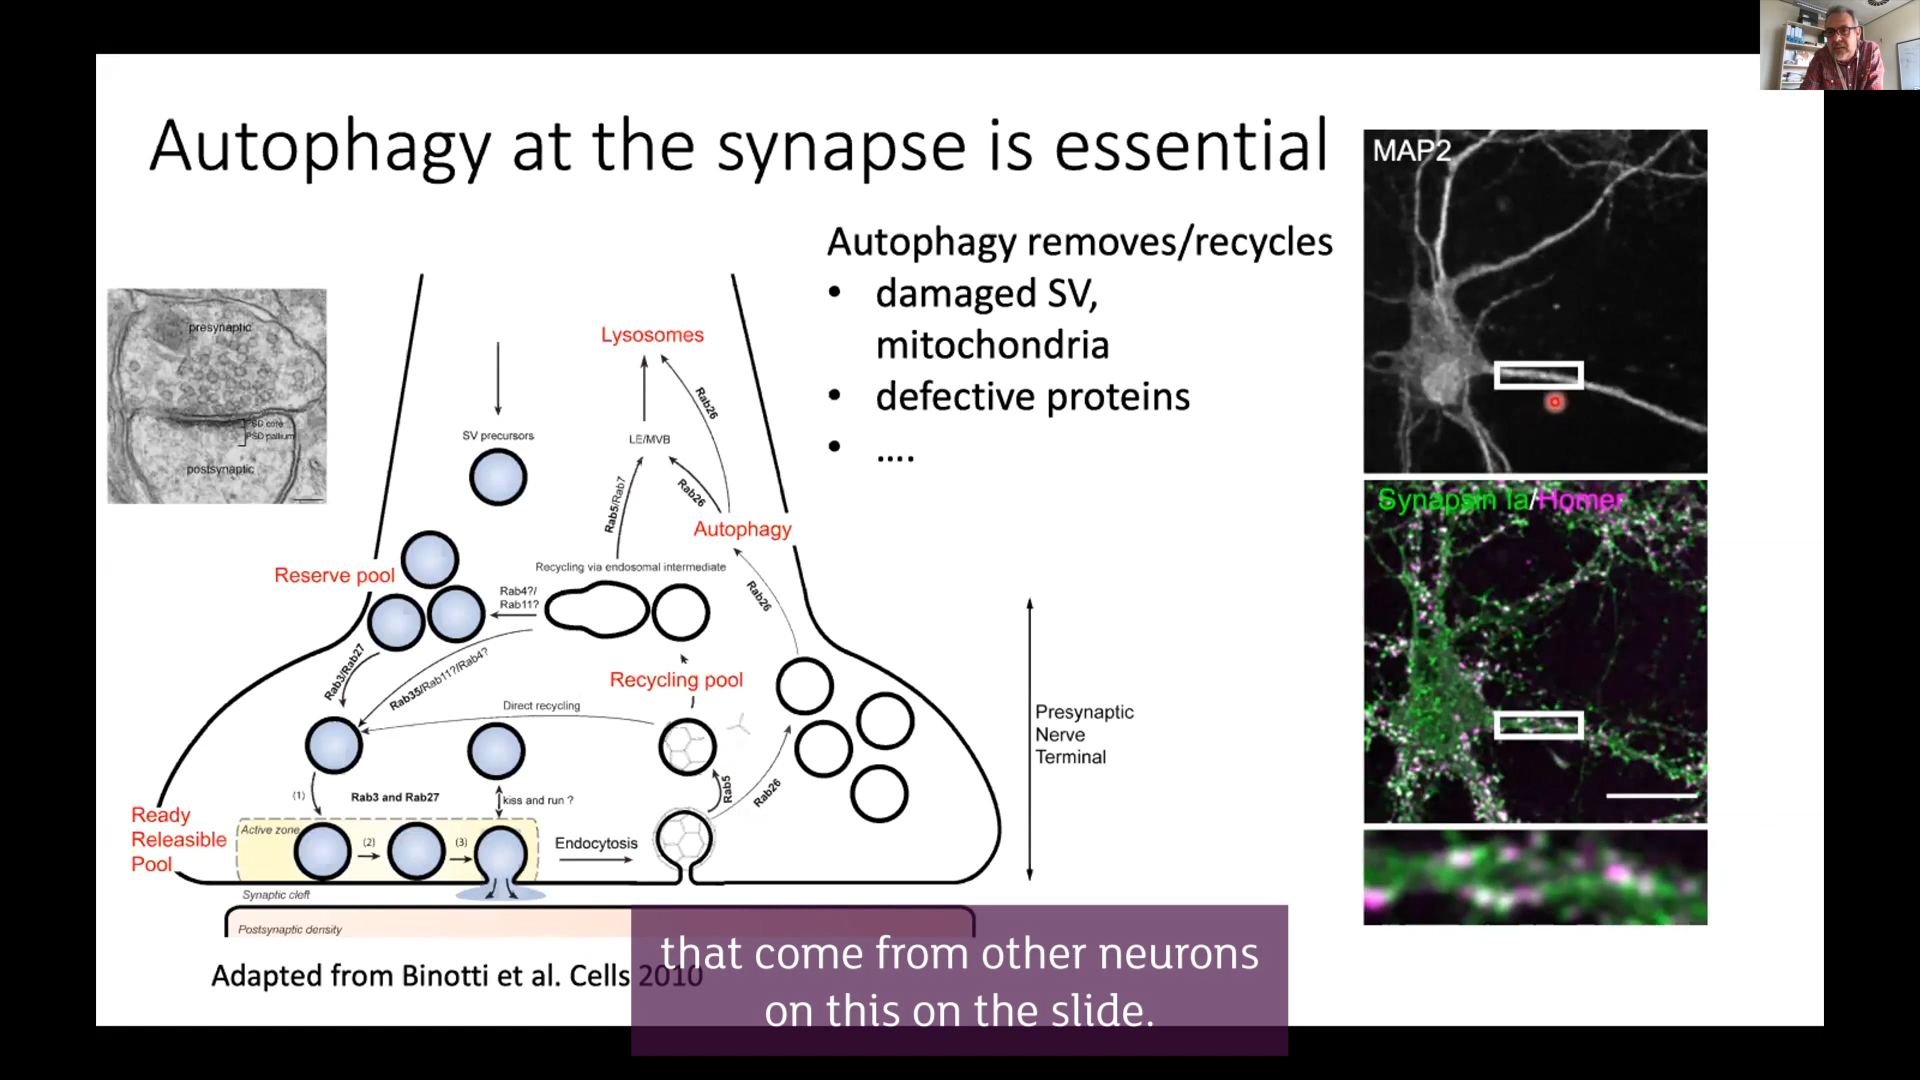 Autophagy at the synapse is essential
Autophagy removes/recycles
• damaged SV,
mitochondria
• defective proteins
• ....
presynaptic
PSD core
PSD pallium
postsynaptic
Lysosomes
Rab26
LE/MVB
SV precursors
Rab5/Rab7
Rab26
Autophagy
Recycling via endosomal intermediate
Reserve pool
Rab4?/
Rab11?
Rab26
Rab3/Rab27
Rab35/Rab11?/Rab4?
Recycling pool
Direct recycling
Presynaptic
Nerve
Terminal
(1)
Rab3 and Rab27
kiss and run ?
Rab5
Rab26
Ready
Releasible
Pool
Active zone
(2)
(3)
Endocytosis
Synaptic cleft
Postsynaptic density
Adapted from Binotti et al. Cells 2010
MAP2
Synapsin Ia/Homer
that come from other neurons
on this on the slide.